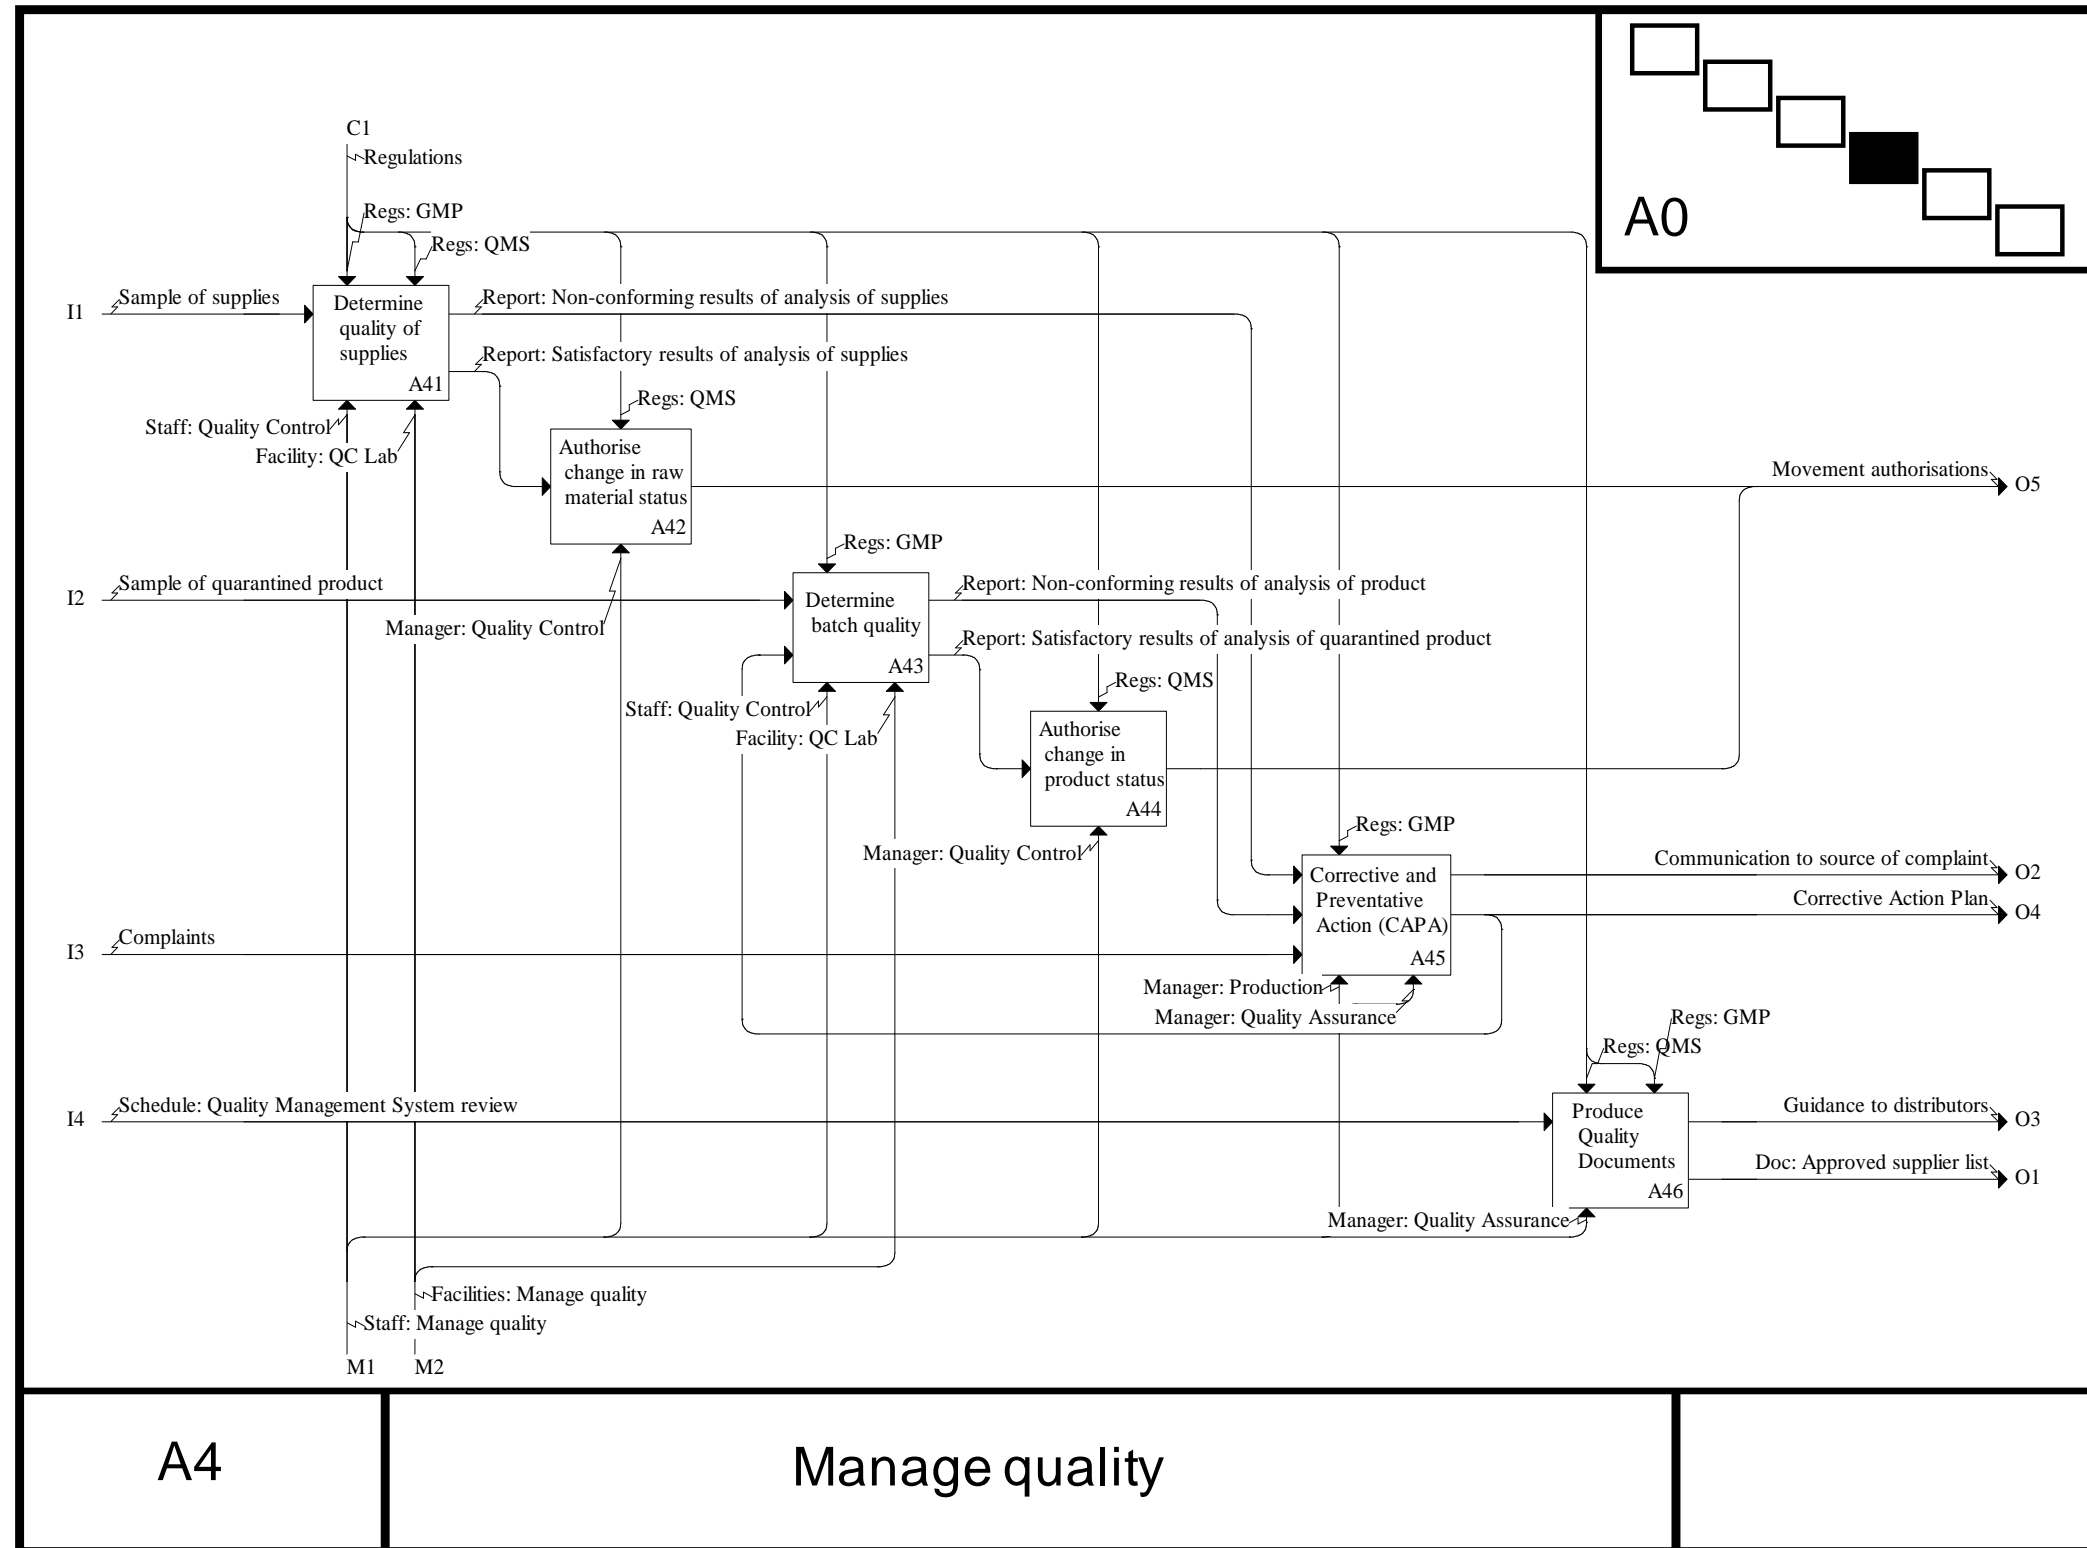 C1
Regulations
A0
Regs: GMP
Regs: QMS
I1
Sample of supplies
Determine
quality of
supplies
A41
Report: Non-conforming results of analysis of supplies
Report: Satisfactory results of analysis of supplies
Staff: Quality Control
Facility: QC Lab
Regs: QMS
Authorise
change in raw
material status
A42
Movement authorisations
O5
Manager: Quality Control
I2
Sample of quarantined product
Regs: GMP
Determine
batch quality
A43
Report: Non-conforming results of analysis of product
Report: Satisfactory results of analysis of quarantined product
Staff: Quality Control
Facility: QC Lab
Regs: QMS
Authorise
change in
product status
A44
Manager: Quality Control
Regs: GMP
Corrective and
Preventative
Action (CAPA)
A45
Communication to source of complaint
O2
Corrective Action Plan
O4
I3
Complaints
Manager: Production
Manager: Quality Assurance
Regs: GMP
Regs: QMS
I4
Schedule: Quality Management System review
Produce
Quality
Documents
A46
Guidance to distributors
O3
Doc: Approved supplier list
O1
Manager: Quality Assurance
Facilities: Manage quality
Staff: Manage quality
M1
M2
A4
Manage quality